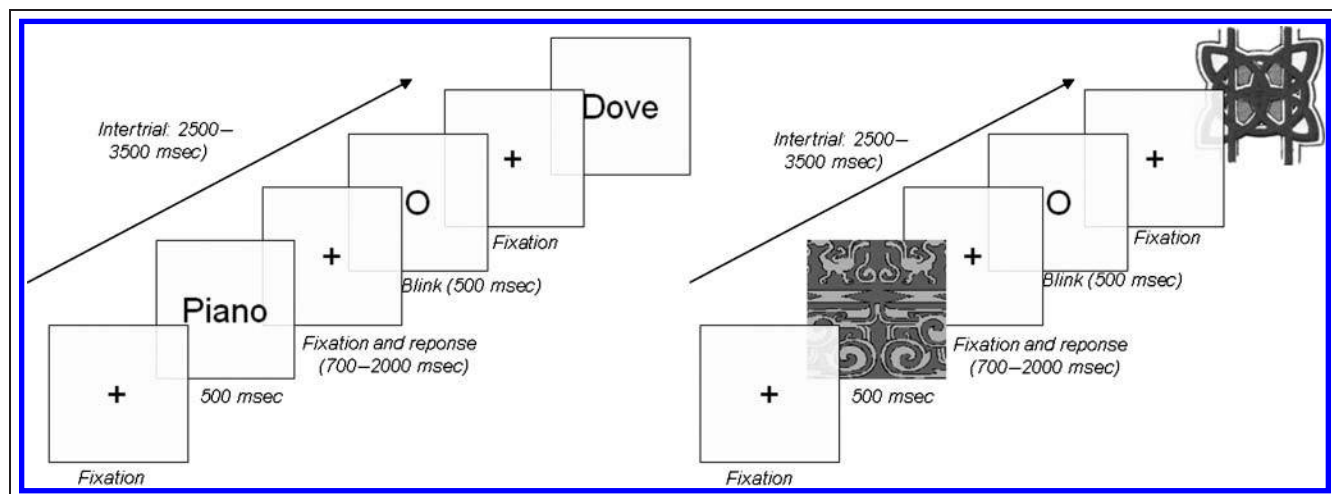 Dove
Intertrial: 2500–
3500 msec)
+
O
Fixation
+
Blink (500 msec)
Piano
Fixation and reponse
(700–2000 msec)
+
500 msec
Fixation
Intertrial: 2500–
3500 msec)
+
O
Fixation
+
Blink (500 msec)
Fixation and reponse
(700–2000 msec)
500 msec
+
Fixation